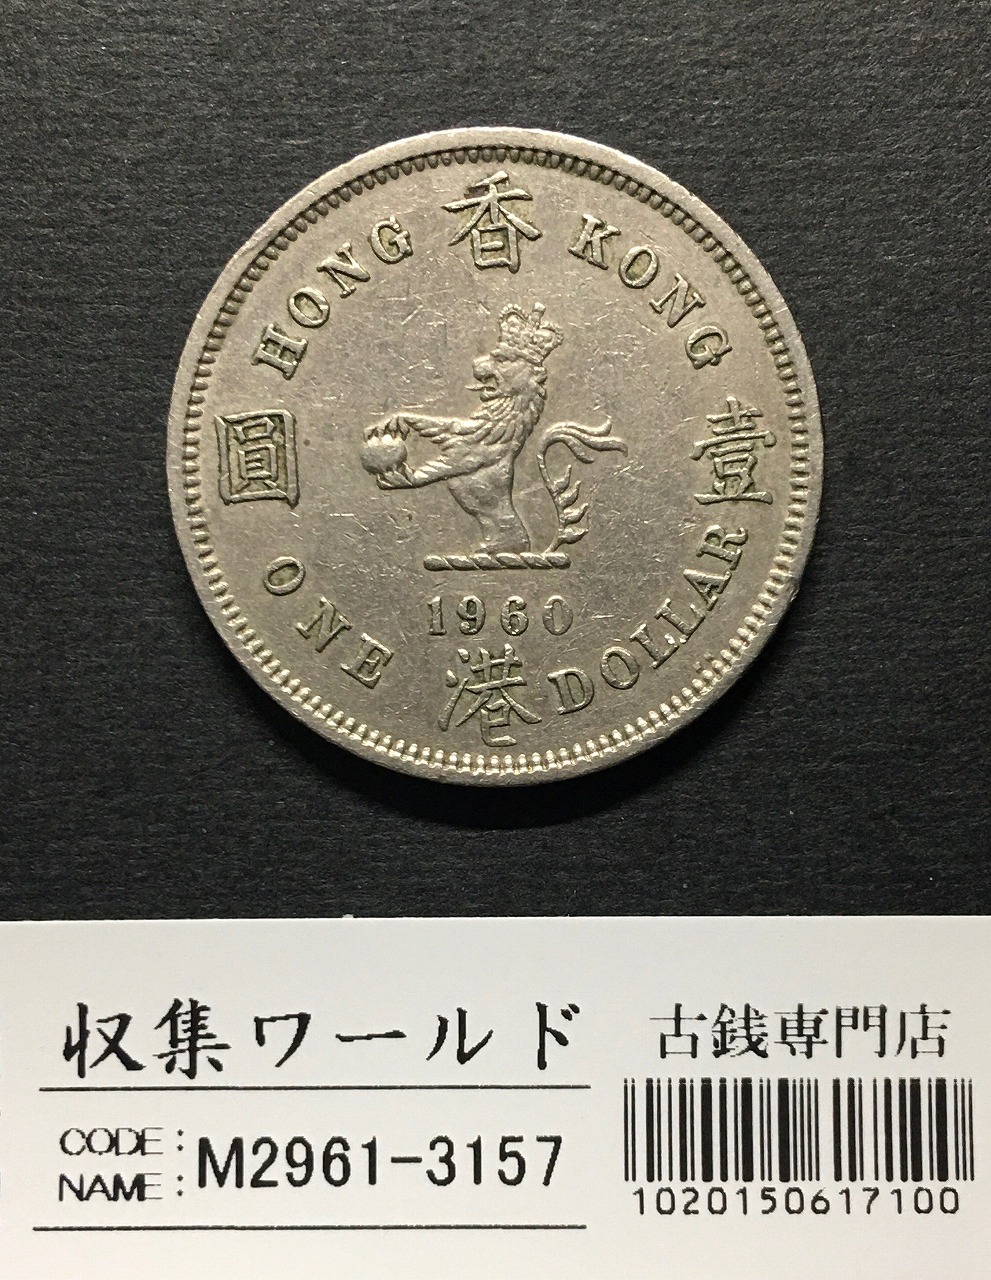 香
HONG KONG
圓 壹
1960
港
ONE DOLLAR
収集ワールド
古銭専門店
CODE:
NAME:
M2961-3157
1020150617100